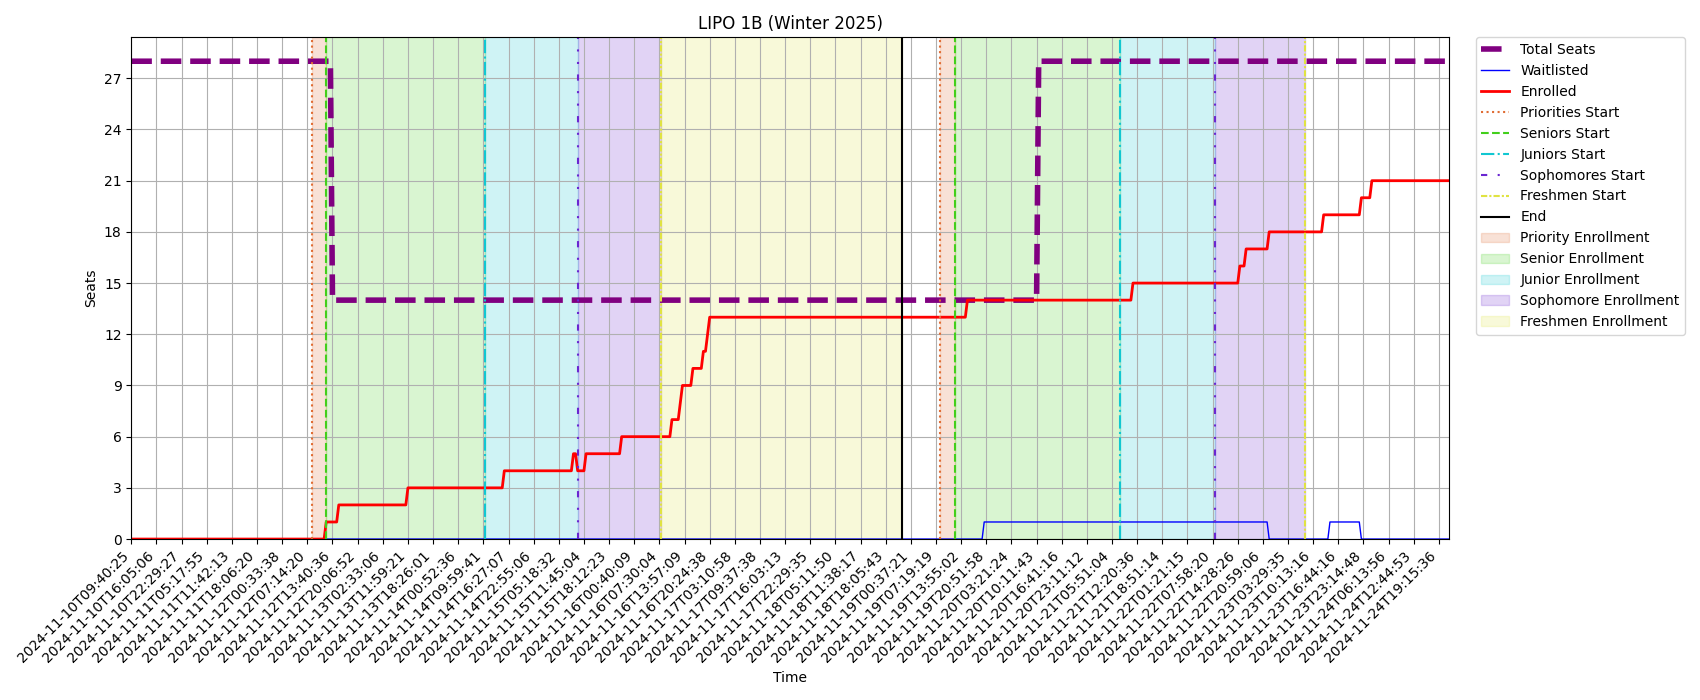 LIPO 1B (Winter 2025)
Seats
27
24
21
18
15
12
9
6
3
0
2024-11-10T09:40:25
2024-11-10T16:05:06
2024-11-10T22:29:27
2024-11-11T05:17:55
2024-11-11T11:42:13
2024-11-11T18:06:20
2024-11-12T00:33:38
2024-11-12T07:14:20
2024-11-12T13:40:36
2024-11-12T20:06:52
2024-11-13T02:33:06
2024-11-13T11:59:21
2024-11-13T18:26:01
2024-11-14T00:52:36
2024-11-14T09:59:41
2024-11-14T16:27:07
2024-11-14T22:55:06
2024-11-15T05:18:32
2024-11-15T11:45:04
2024-11-15T18:12:23
2024-11-16T00:40:09
2024-11-16T07:30:04
2024-11-16T13:57:09
2024-11-16T20:24:38
2024-11-17T03:10:58
2024-11-17T09:37:38
2024-11-17T16:03:13
2024-11-17T22:29:35
2024-11-18T05:11:50
2024-11-18T11:38:17
2024-11-18T18:05:43
2024-11-19T00:37:21
2024-11-19T07:19:19
2024-11-19T13:55:02
2024-11-19T20:51:58
2024-11-20T03:21:24
2024-11-20T10:11:43
2024-11-20T16:41:16
2024-11-20T23:11:12
2024-11-21T05:51:04
2024-11-21T12:20:36
2024-11-21T18:51:14
2024-11-22T01:21:15
2024-11-22T07:58:20
2024-11-22T14:28:26
2024-11-22T20:59:06
2024-11-23T03:29:35
2024-11-23T10:13:16
2024-11-23T16:44:16
2024-11-23T23:14:48
2024-11-24T06:13:56
2024-11-24T12:44:53
2024-11-24T19:15:36
Time
Total Seats
Waitlisted
Enrolled
Priorities Start
Seniors Start
Juniors Start
Sophomores Start
Freshmen Start
End
Priority Enrollment
Senior Enrollment
Junior Enrollment
Sophomore Enrollment
Freshmen Enrollment